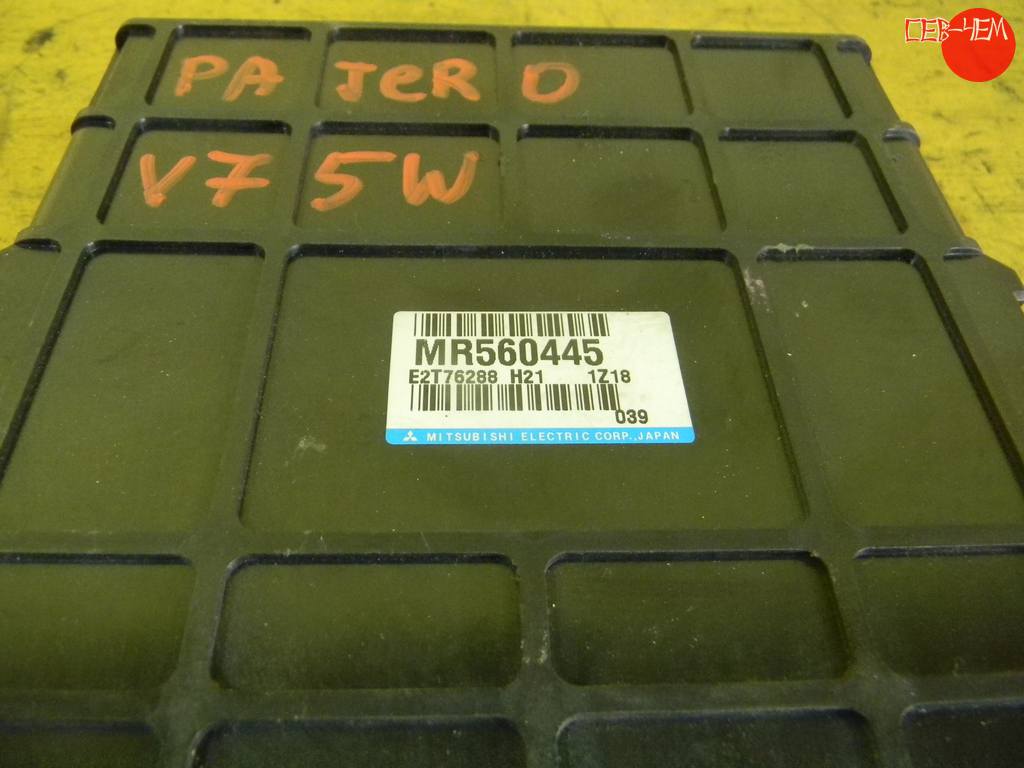 СЕВ-ЧЕМ
PAJERO
V75W
MR560445
E2T76288 H21 1Z18
039
MITSUBISHI ELECTRIC CORP., JAPAN